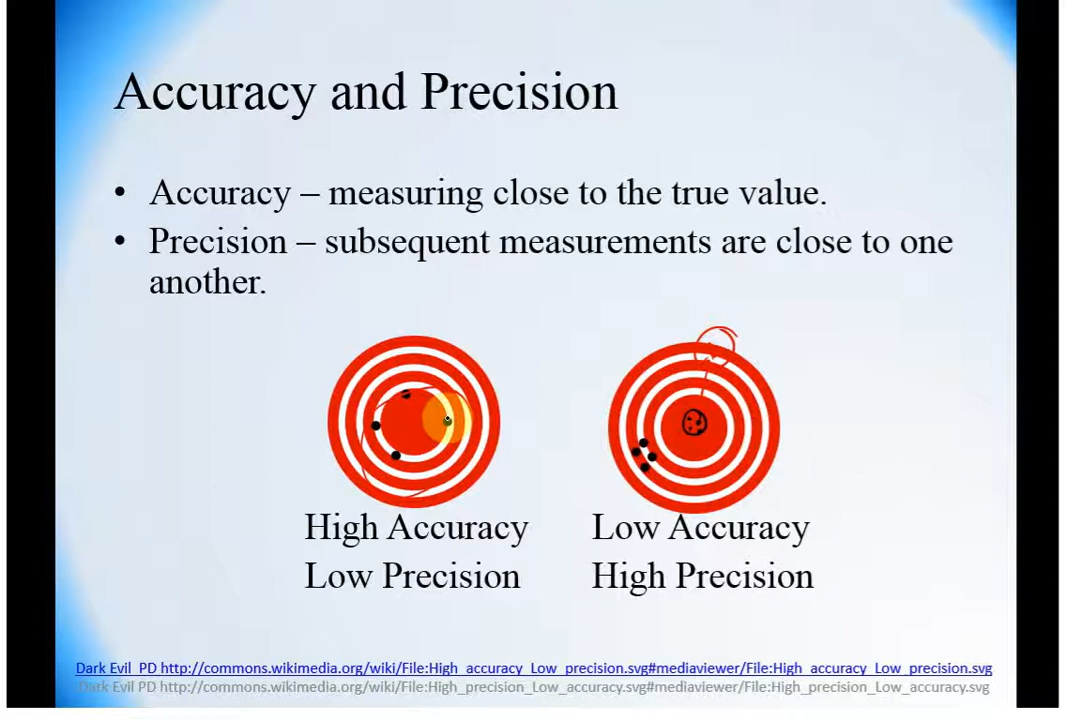 Accuracy and Precision
• Accuracy – measuring close to the true value.
• Precision – subsequent measurements are close to one
another.
High Accuracy
Low Precision
Low Accuracy
High Precision
Dark Evil PD http://commons.wikimedia.org/wiki/File:High_accuracy_Low_precision.svg#mediaviewer/File:High_accuracy_Low_precision.svg
Dark Evil PD http://commons.wikimedia.org/wiki/File:High_precision_Low_accuracy.svg#mediaviewer/File:High_precision_Low_accuracy.svg